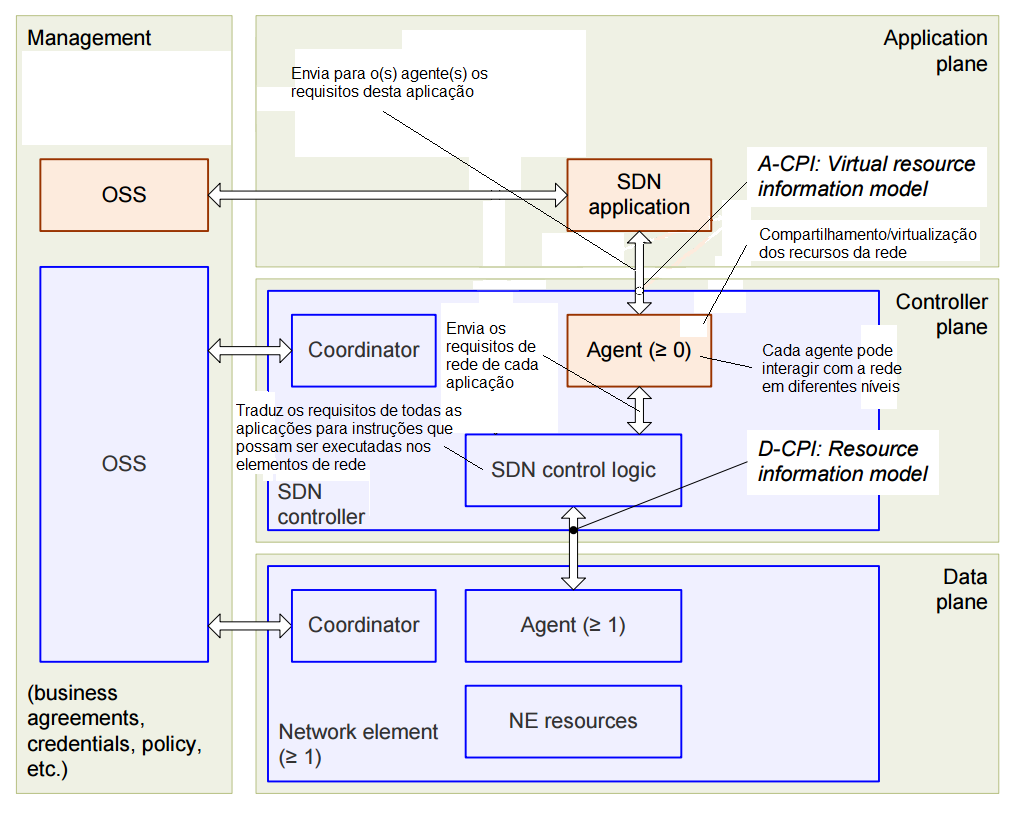 Management
Application
plane
Envia para o(s) agente(s) os
requisitos desta aplicação
OSS
SDN
application
A-CPI: Virtual resource
information model
Compartilhamento/virtualização
dos recursos da rede
Controller
plane
Coordinator
Envia os
requisitos de
rede de cada
aplicação
Agent (≥ 0)
Cada agente pode
interagir com a rede
em diferentes níveis
Traduz os requisitos de todas as
aplicações para instruções que
possam ser executadas nos
elementos de rede
OSS
SDN control logic
D-CPI: Resource
information model
SDN
controller
Data
plane
Coordinator
Agent (≥ 1)
NE resources
Network element
(≥ 1)
(business
agreements,
credentials, policy,
etc.)